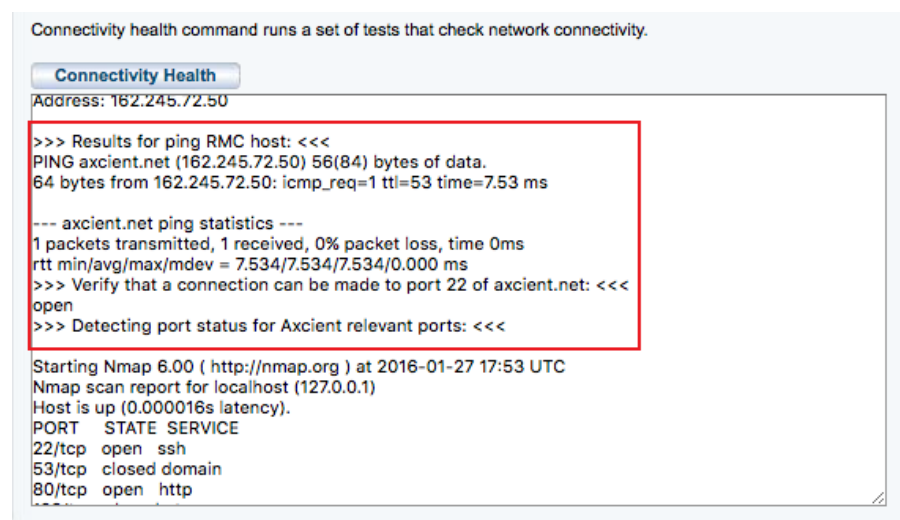 Connectivity health command runs a set of tests that check network connectivity.
Connectivity Health
Address: 162.245.72.50
>>> Results for ping RMC host: <<<
PING axcient.net (162.245.72.50) 56(84) bytes of data.
64 bytes from 162.245.72.50: icmp_req=1 ttl=53 time=7.53 ms
--- axcient.net ping statistics ---
1 packets transmitted, 1 received, 0% packet loss, time 0ms
rtt min/avg/max/mdev = 7.534/7.534/7.534/0.000 ms
>>> Verify that a connection can be made to port 22 of axcient.net: <<<
open
>>> Detecting port status for Axcient relevant ports: <<<
Starting Nmap 6.00 ( http://nmap.org ) at 2016-01-27 17:53 UTC
Nmap scan report for localhost (127.0.0.1)
Host is up (0.000016s latency).
PORT STATE SERVICE
22/tcp open ssh
53/tcp closed domain
80/tcp open http